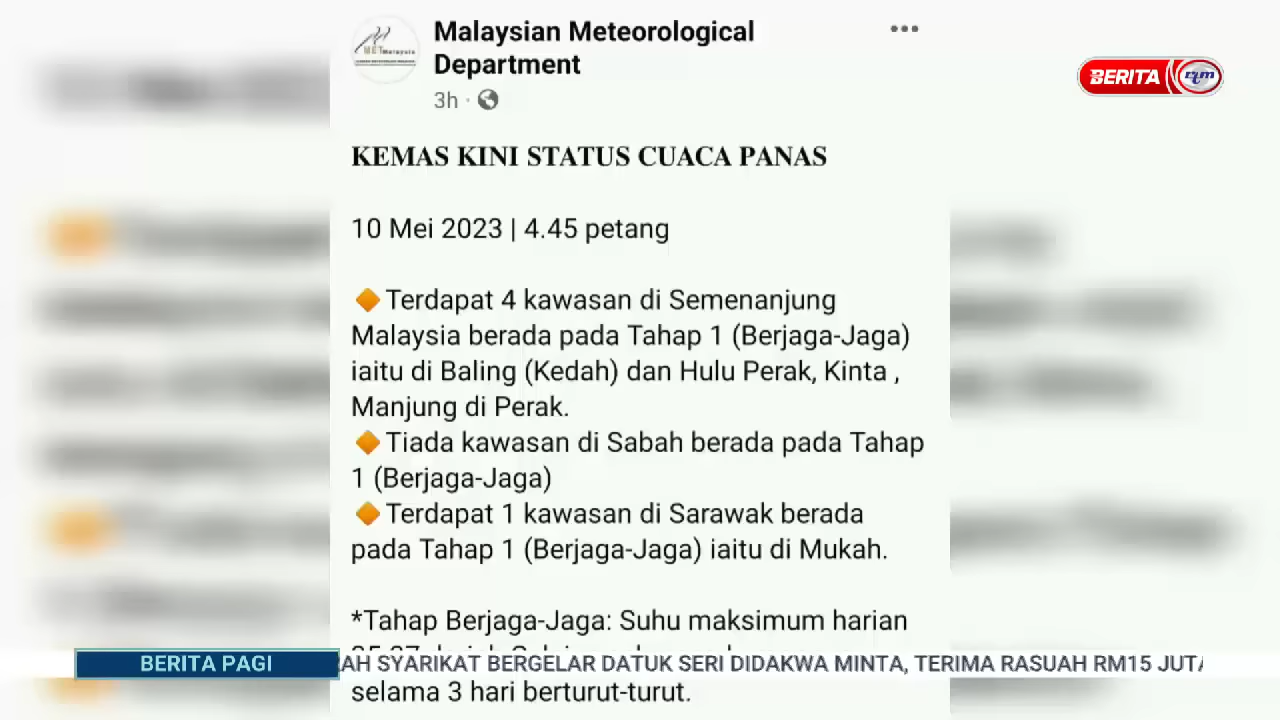 Malaysian Meteorological
Department
3h ·
BERITA rtm
KEMAS KINI STATUS CUACA PANAS
10 Mei 2023 | 4.45 petang
🔶Terdapat 4 kawasan di Semenanjung
Malaysia berada pada Tahap 1 (Berjaga-Jaga)
iaitu di Baling (Kedah) dan Hulu Perak, Kinta ,
Manjung di Perak.
🔶Tiada kawasan di Sabah berada pada Tahap
1 (Berjaga-Jaga)
🔶Terdapat 1 kawasan di Sarawak berada
pada Tahap 1 (Berjaga-Jaga) iaitu di Mukah.
*Tahap Berjaga-Jaga: Suhu maksimum harian
BERITA PAGI
RAH SYARIKAT BERGELAR DATUK SERI DIDAKWA MINTA, TERIMA RASUAH RM15 JUTA
selama 3 hari berturut-turut.